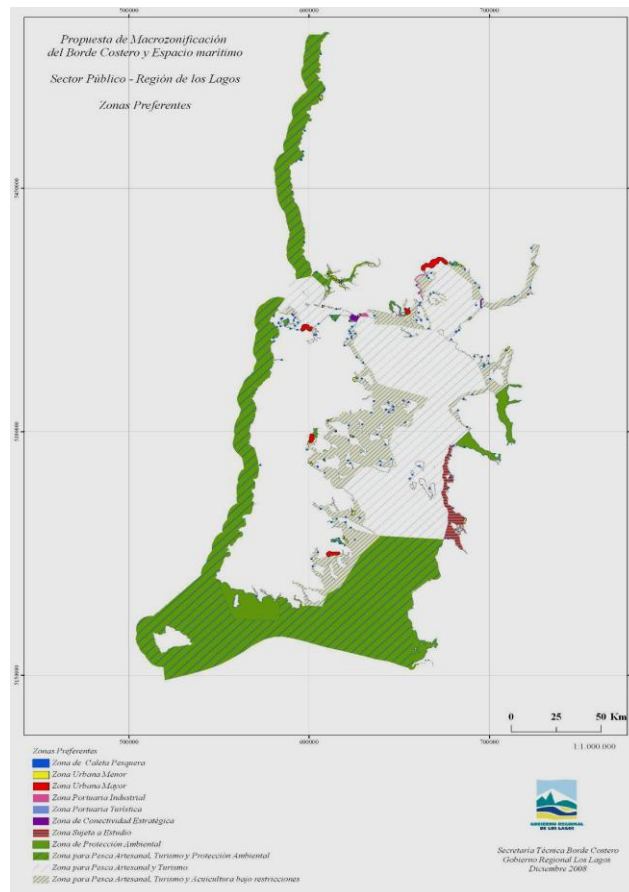 500000
600000
700000
Propuesta de Macrozonificación
del Borde Costero y Espacio marítimo
Sector Público - Región de los Lagos
Zonas Preferentes
0 25 50 Km
500000
600000
700000
1:1.000.000
Zonas Preferentes
Zona de Caleta Pesquera
Zona Urbana Menor
Zona Urbana Mayor
Zona Portuaria Industrial
Zona Portuaria Turística
Zona de Conectividad Estratégica
Zona Sujeta a Estudio
Zona de Protección Ambiental
Zona para Pesca Artesanal, Turismo y Protección Ambiental
Zona para Pesca Artesanal y Turismo
Zona para Pesca Artesanal, Turismo y Acuicultura bajo restricciones
GOBIERNO REGIONAL
DE LOS LAGOS
Secretaría Técnica Borde Costero
Gobierno Regional Los Lagos
Diciembre 2008